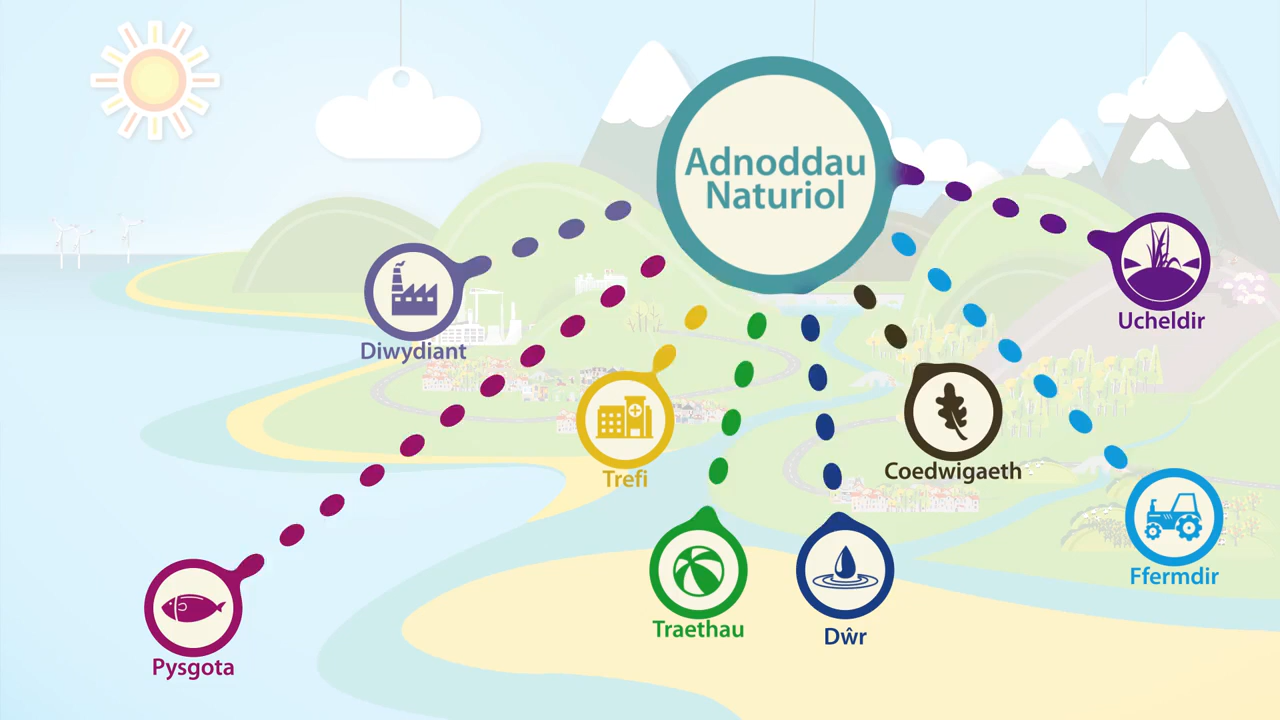 Adnoddau
Naturiol
Ucheldir
Diwydiant
Coedwigaeth
Trefi
Ffermdir
Traethau
Dŵr
Pysgota